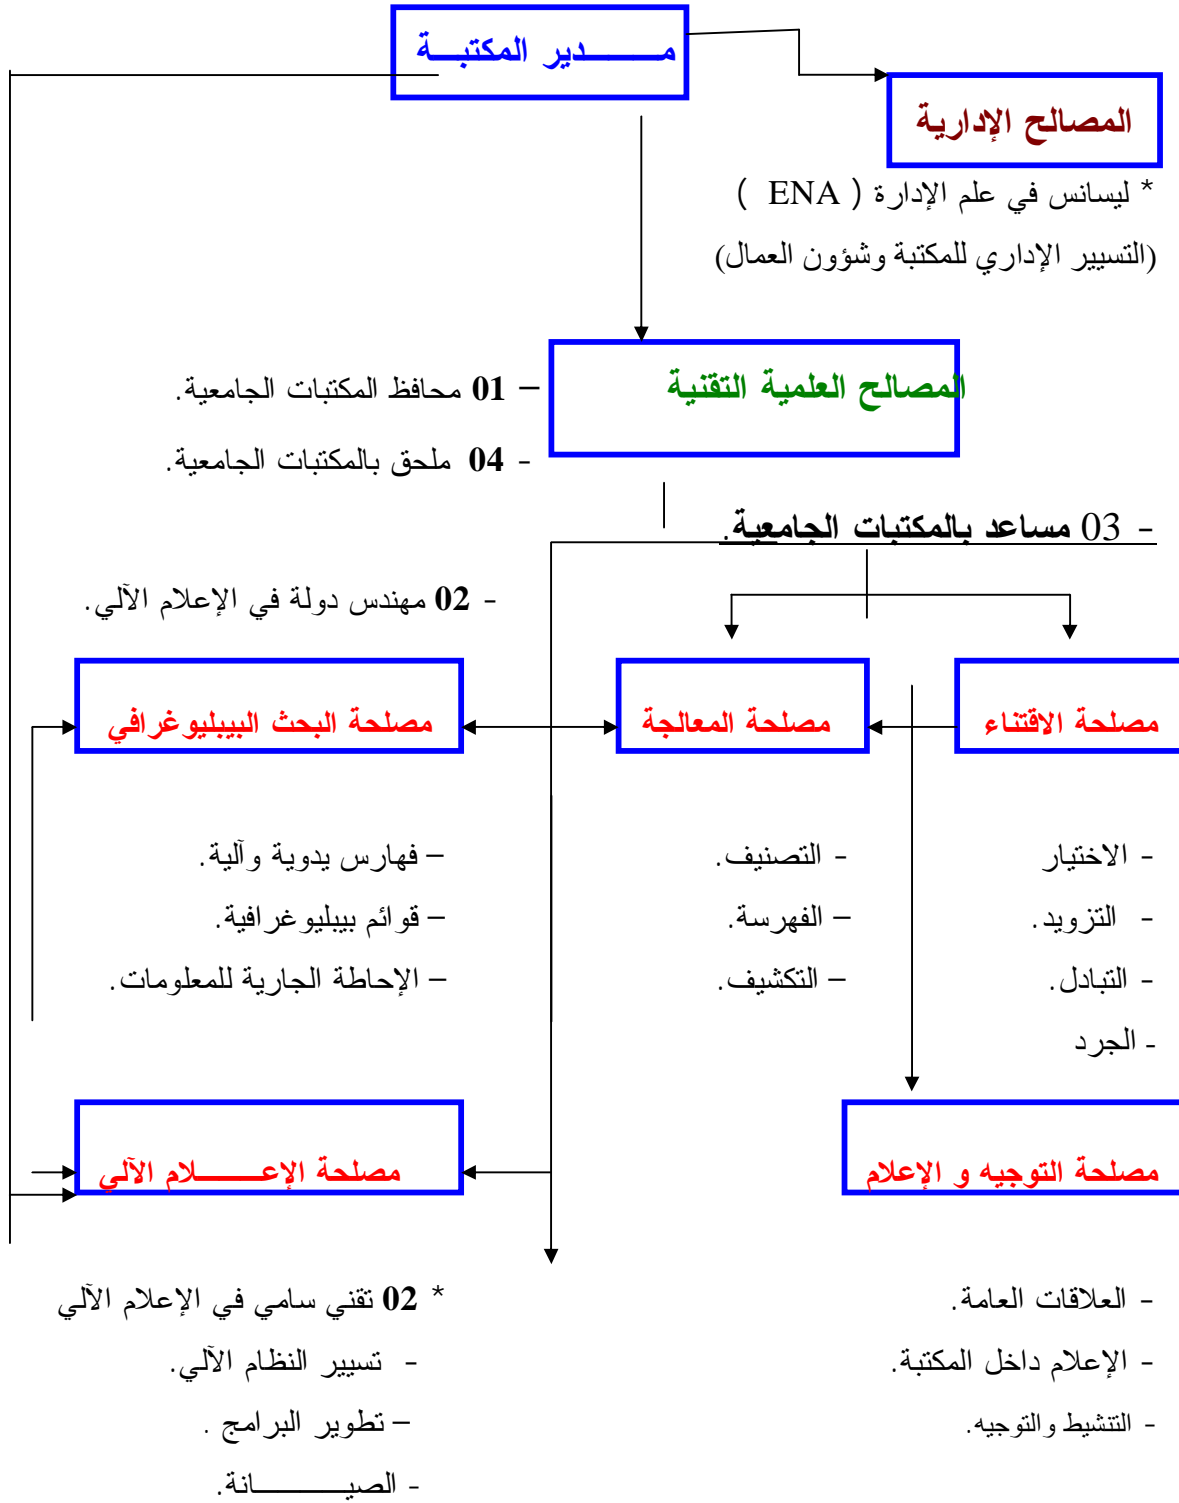 مـــــــــدير المكتبـــة
المصالح الإدارية
* ليسانس في علم الإدارة ( ENA )
(التسيير الإداري للمكتبة وشؤون العمال)
المصالح العلمية التقنية
– 01 محافظ المكتبات الجامعية.
- 04 ملحق بالمكتبات الجامعية.
- 03 مساعد بالمكتبات الجامعية.
- 02 مهندس دولة في الإعلام الآلي.
مصلحة الاقتناء
مصلحة المعالجة
مصلحة البحث البيبليوغرافي
- الاختيار
- التزويد.
- التبادل.
- الجرد
- التصنيف.
– الفهرسة.
– التكشيف.
– فهارس يدوية وآلية.
– قوائم بيبليوغرافية.
– الإحاطة الجارية للمعلومات.
مصلحة التوجيه و الإعلام
مصلحة الإعـــــــــلام الآلي
- العلاقات العامة.
- الإعلام داخل المكتبة.
- التنشيط والتوجيه.
* 02 تقني سامي في الإعلام الآلي
- تسيير النظام الآلي.
– تطوير البرامج .
- الصيـــــــــــانة.